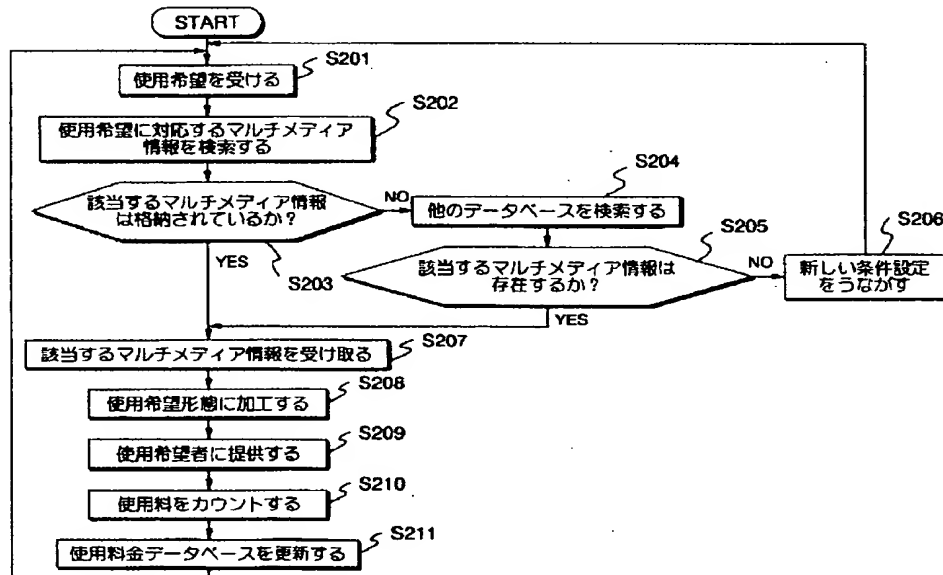 START
S201
使用希望を受ける
S202
使用希望に対応するマルチメディア
情報を検索する
該当するマルチメディア情報
は格納されているか?
NO
S203
YES
S204
他のデータベースを検索する
S205
該当するマルチメディア情報は
存在するか?
NO
YES
S206
新しい条件設定
をうながす
S207
該当するマルチメディア情報を受け取る
S208
使用希望形態に加工する
S209
使用希望者に提供する
S210
使用料をカウントする
S211
使用料金データベースを更新する